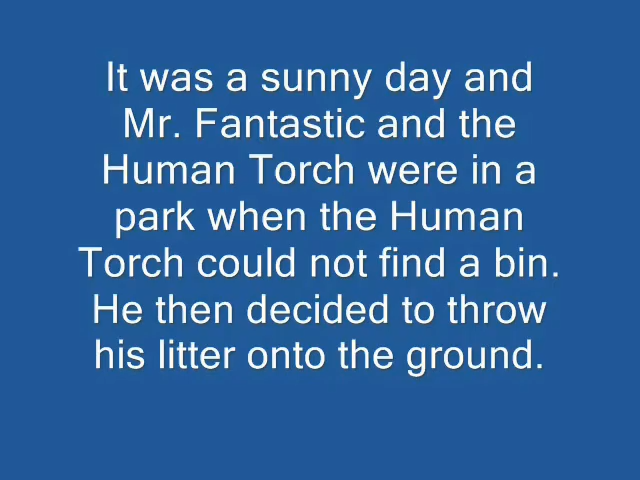 It was a sunny day and
Mr. Fantastic and the
Human Torch were in a
park when the Human
Torch could not find a bin.
He then decided to throw
his litter onto the ground.